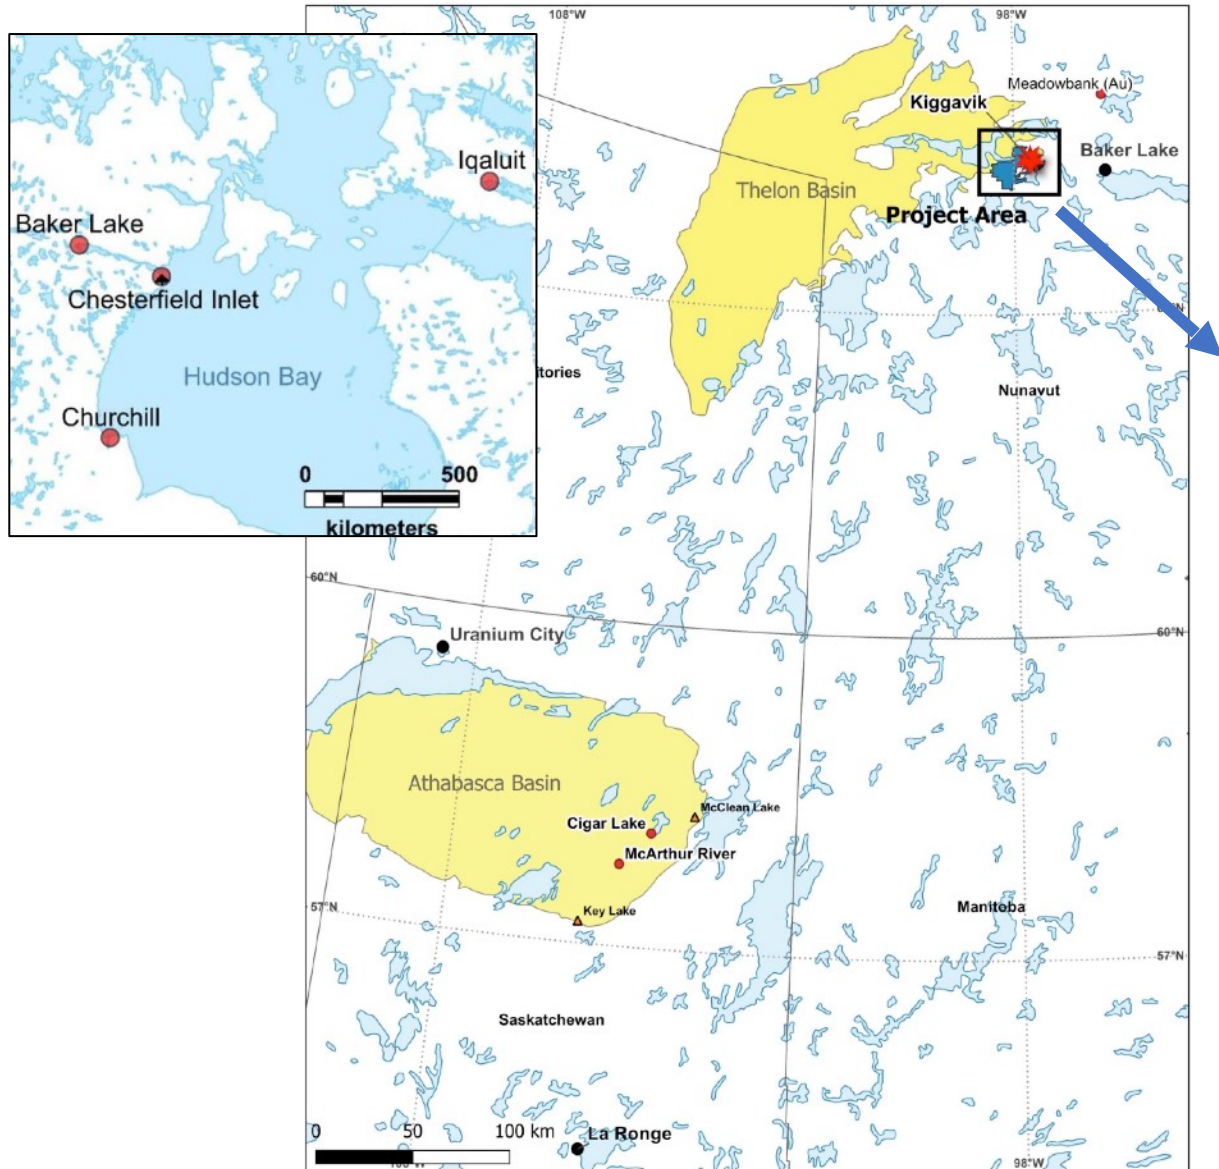 108°W
98°W
Meadowbank (Au)
Kiggavik
Baker Lake
Thelon Basin
Project Area
Iqaluit
Baker Lake
Chesterfield Inlet
Hudson Bay
Churchill
0 500
kilometers
itories
Nunavut
60°N
60°N
Uranium City
Athabasca Basin
McClean Lake
Cigar Lake
McArthur River
Key Lake
57°N
Manitoba
57°N
Saskatchewan
0 50 100 km
La Ronge
98°W